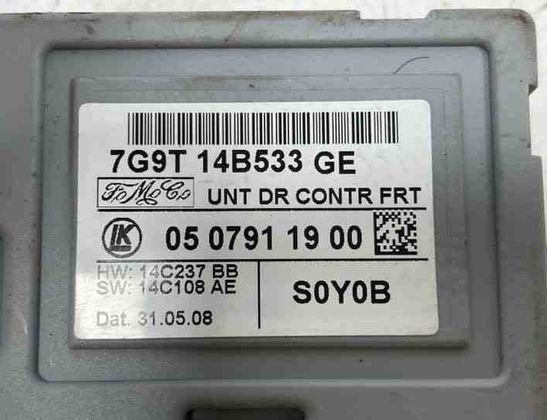 7G9T 14B533 GE
FoMoCo UNT DR CONTR FRT
LK 05 0791 19 00
HW: 14C237 BB
SW: 14C108 AE
S0Y0B
Dat. 31.05.08